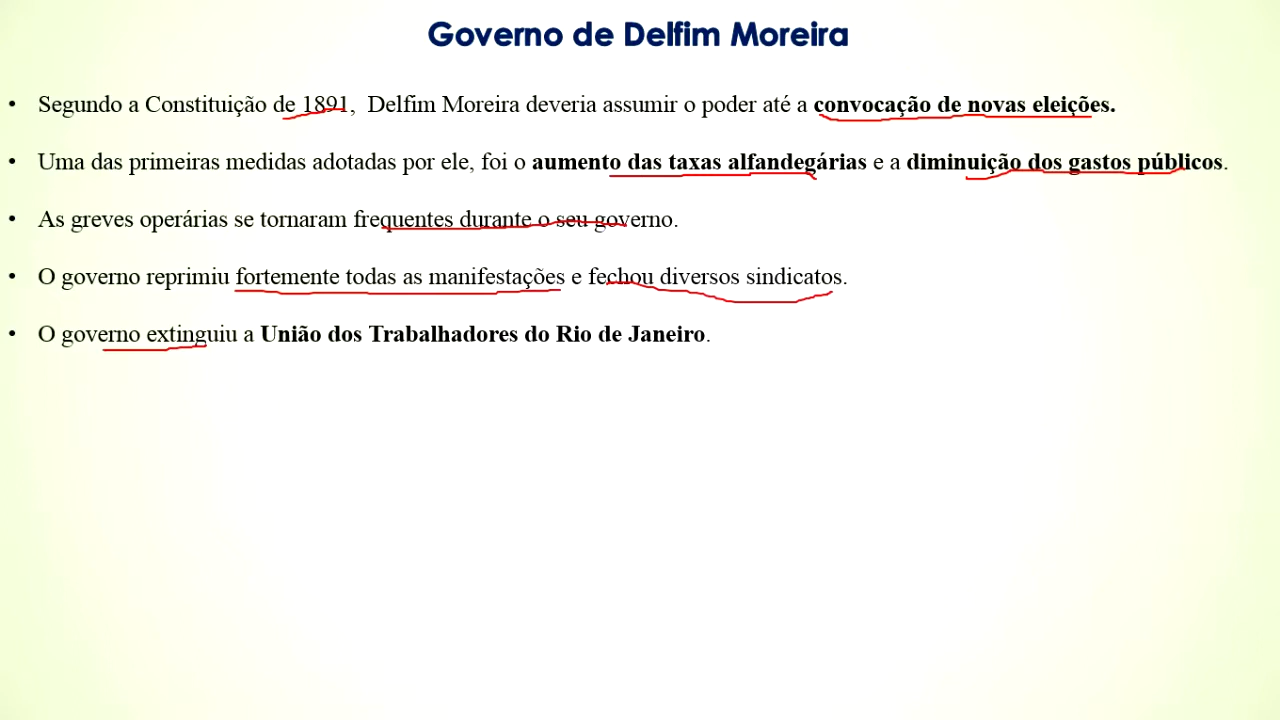 Governo de Delfim Moreira
• Segundo a Constituição de 1891, Delfim Moreira deveria assumir o poder até a convocação de novas eleições.
• Uma das primeiras medidas adotadas por ele, foi o aumento das taxas alfandegárias e a diminuição dos gastos públicos.
• As greves operárias se tornaram frequentes durante o seu governo.
• O governo reprimiu fortemente todas as manifestações e fechou diversos sindicatos.
• O governo extinguiu a União dos Trabalhadores do Rio de Janeiro.